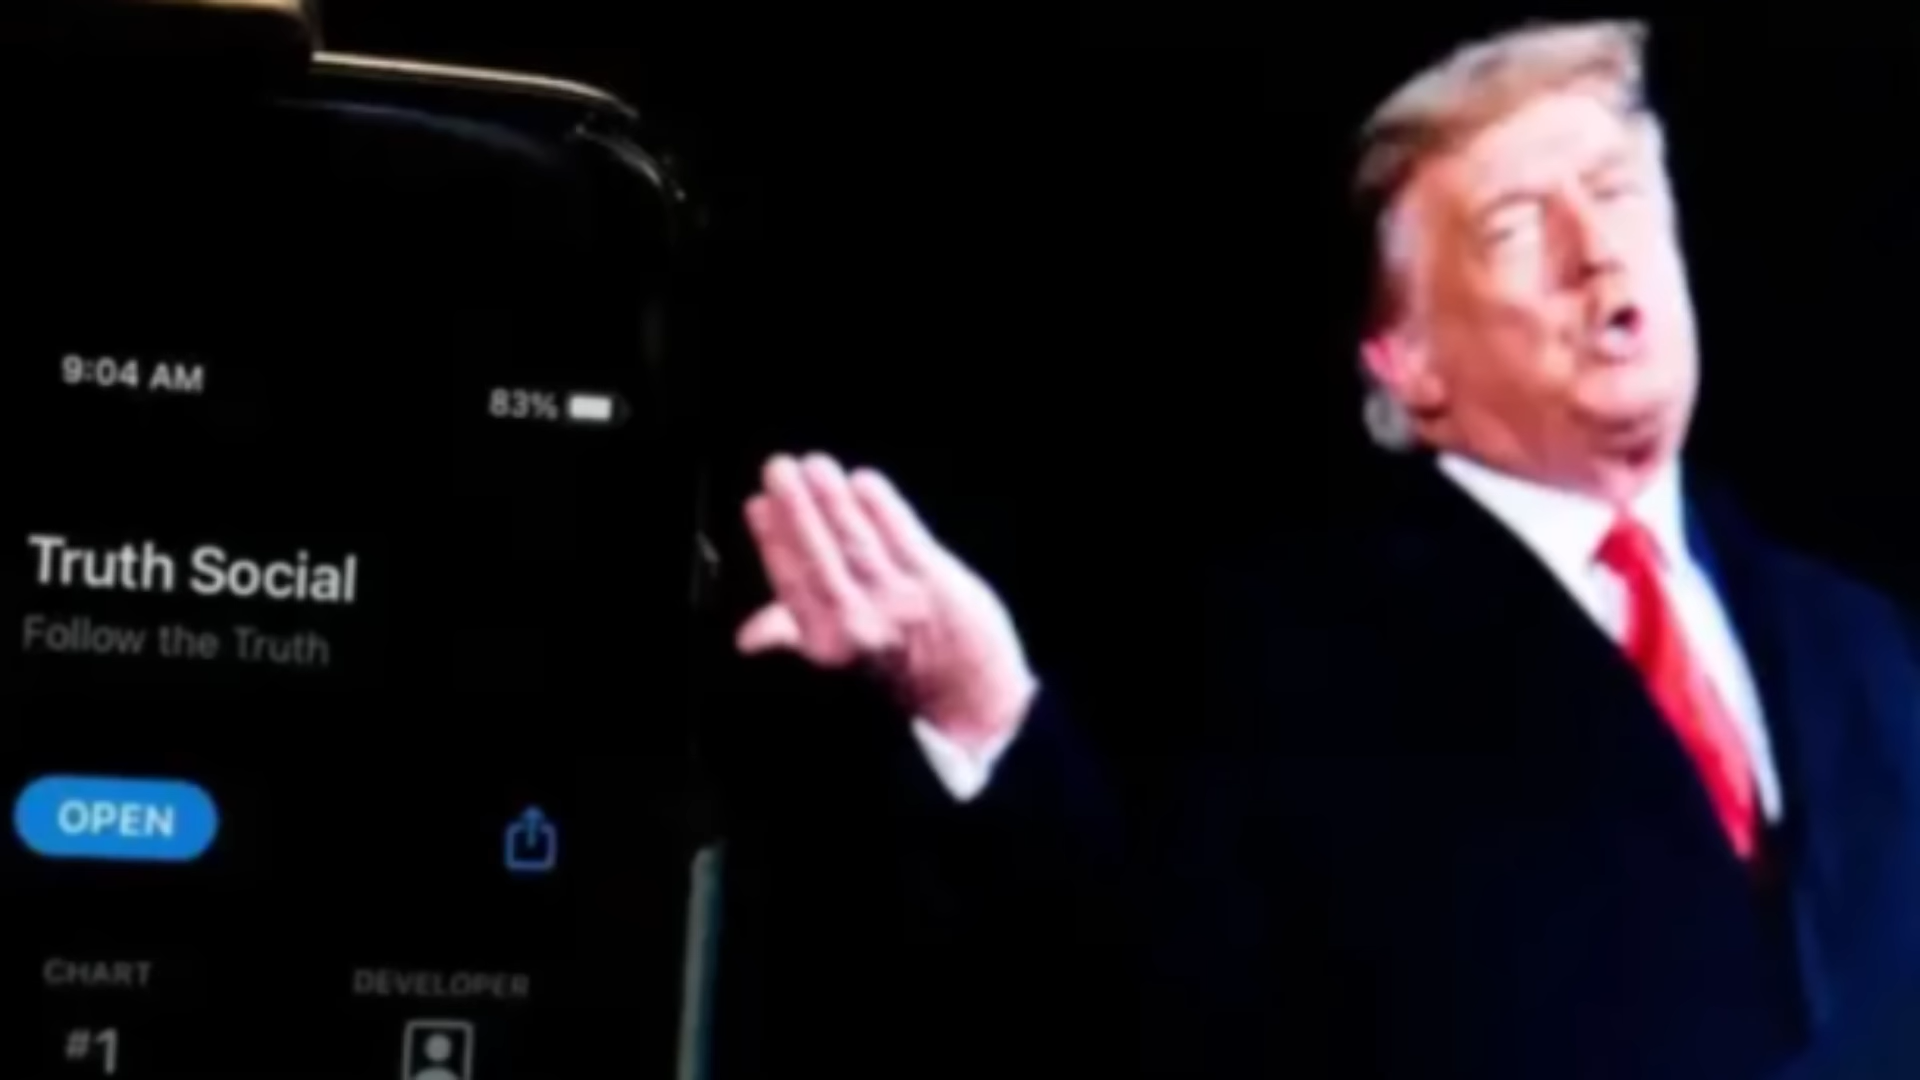 9:04 AM
83%
Truth Social
Follow the Truth
OPEN
CHART
DEVELOPER
#1